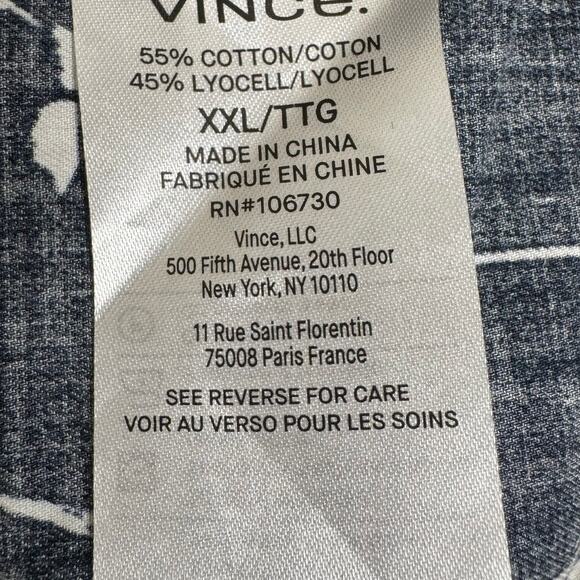 VINCE.
55% COTTON/COTON
45% LYOCELL/LYOCELL
XXL/TTG
MADE IN CHINA
FABRIQUÉ EN CHINE
RN#106730
Vince, LLC
500 Fifth Avenue, 20th Floor
New York, NY 10110
11 Rue Saint Florentin
75008 Paris France
SEE REVERSE FOR CARE
VOIR AU VERSO POUR LES SOINS